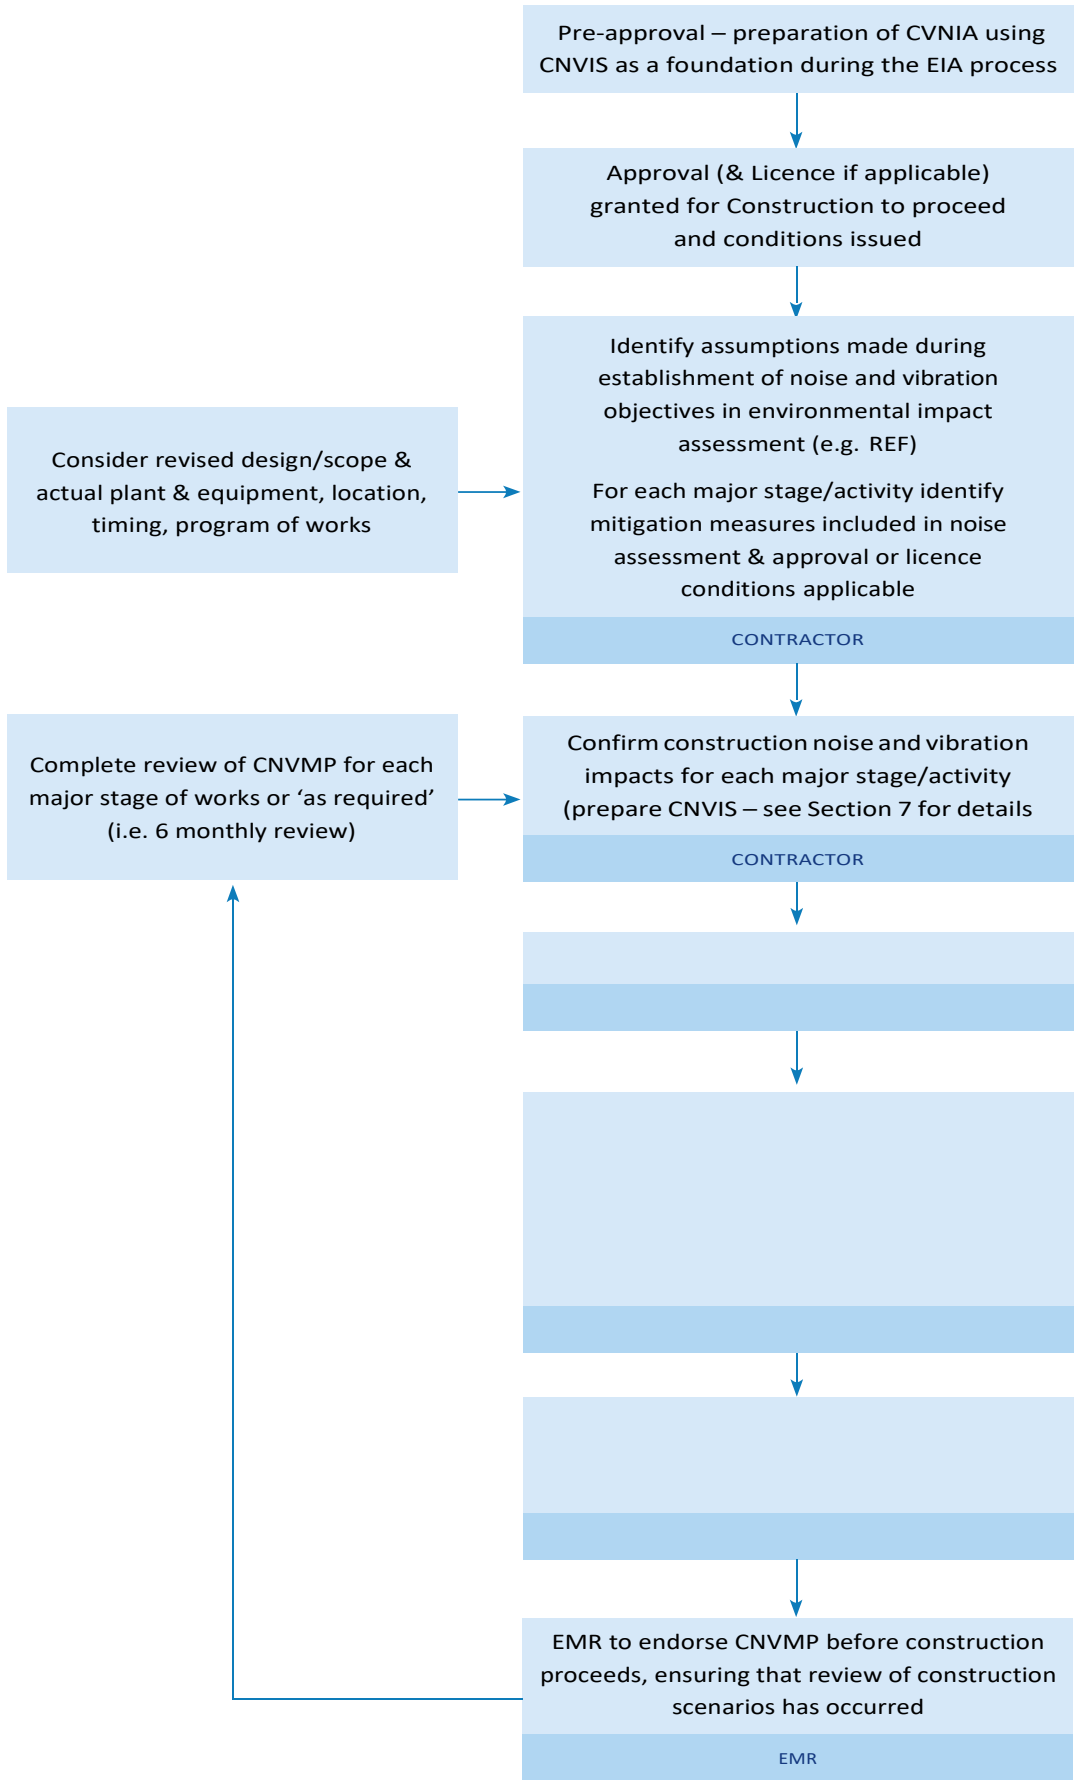 Pre-approval – preparation of CVNIA using
CNVIS as a foundation during the EIA process
Approval (& Licence if applicable)
granted for Construction to proceed
and conditions issued
Identify assumptions made during
establishment of noise and vibration
objectives in environmental impact
assessment (e.g. REF)
For each major stage/activity identify
mitigation measures included in noise
assessment & approval or licence
conditions applicable
CONTRACTOR
Consider revised design/scope &
actual plant & equipment, location,
timing, program of works
Confirm construction noise and vibration
impacts for each major stage/activity
(prepare CNVIS – see Section 7 for details
CONTRACTOR
Complete review of CNVMP for each
major stage of works or ‘as required’
(i.e. 6 monthly review)
EMR to endorse CNVMP before construction
proceeds, ensuring that review of construction
scenarios has occurred
EMR